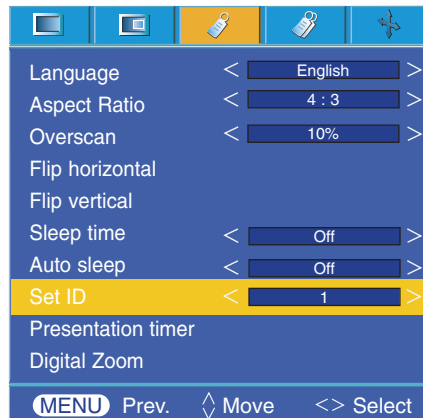 Language < English >
Aspect Ratio < 4 : 3 >
Overscan < 10% >
Flip horizontal
Flip vertical
Sleep time < Off >
Auto sleep < Off >
Set ID < 1 >
Presentation timer
Digital Zoom
MENU Prev. Move <> Select